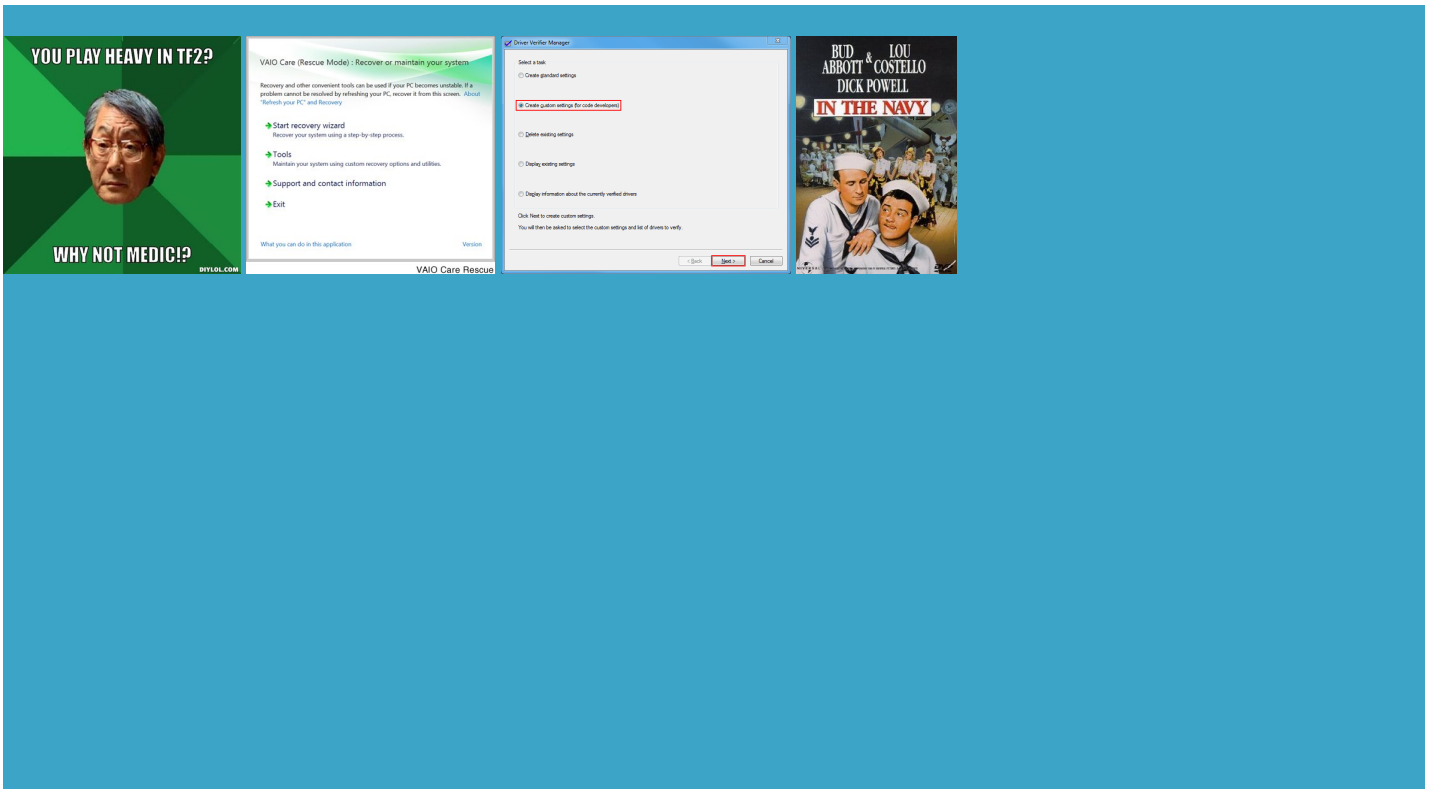 YOU PLAY HEAVY IN TF2?
WHY NOT MEDIC!?
DIYLOL.COM
VAIO Care (Rescue Mode) : Recover or maintain your system
Recovery and other convenient tools can be used if your PC becomes unstable. If a
problem cannot be resolved by refreshing your PC, recover it from this screen. About
"Refresh your PC" and Recovery
Start recovery wizard
Recover your system using a step-by-step process.
Tools
Maintain your system using custom recovery options and utilities.
Support and contact information
Exit
What you can do in this application
Version
VAIO Care Rescue
Driver Verifier Manager
Select a task
Create standard settings
Create custom settings (for code developers)
Delete existing settings
Display existing settings
Display information about the currently verified drivers
Click Next to create custom settings.
You will then be asked to select the custom settings and list of drivers to verify.
< Back
Next >
Cancel
BUD LOU
ABBOTT & COSTELLO
DICK POWELL
IN THE NAVY